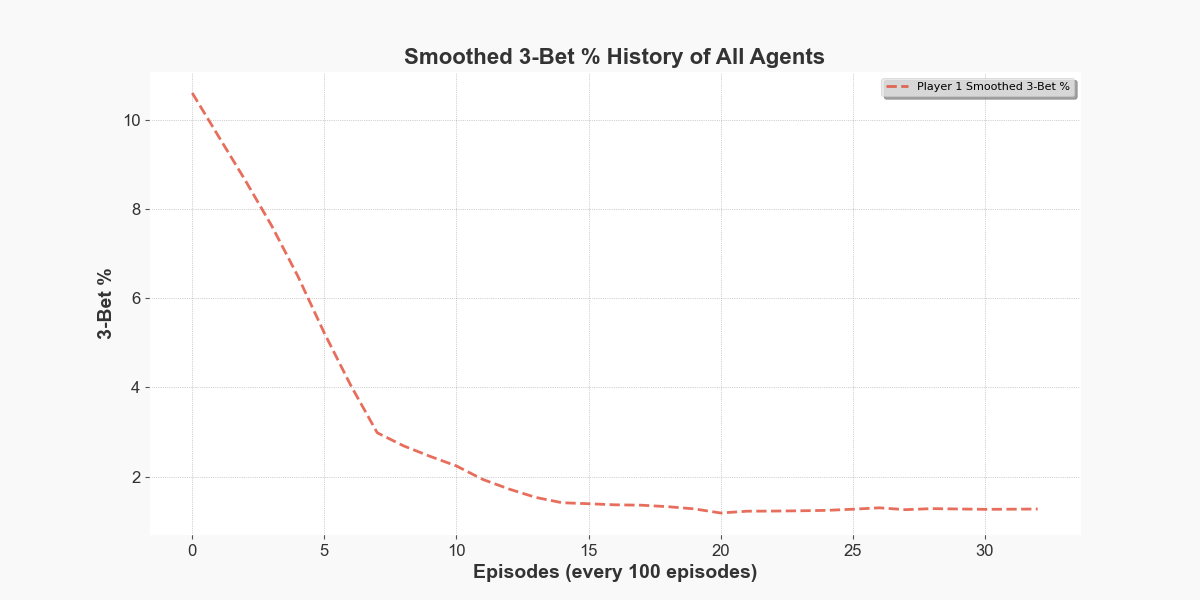 Smoothed 3-Bet % History of All Agents
Player 1 Smoothed 3-Bet %
3-Bet %
10
8
6
4
2
0 5 10 15 20 25 30
Episodes (every 100 episodes)